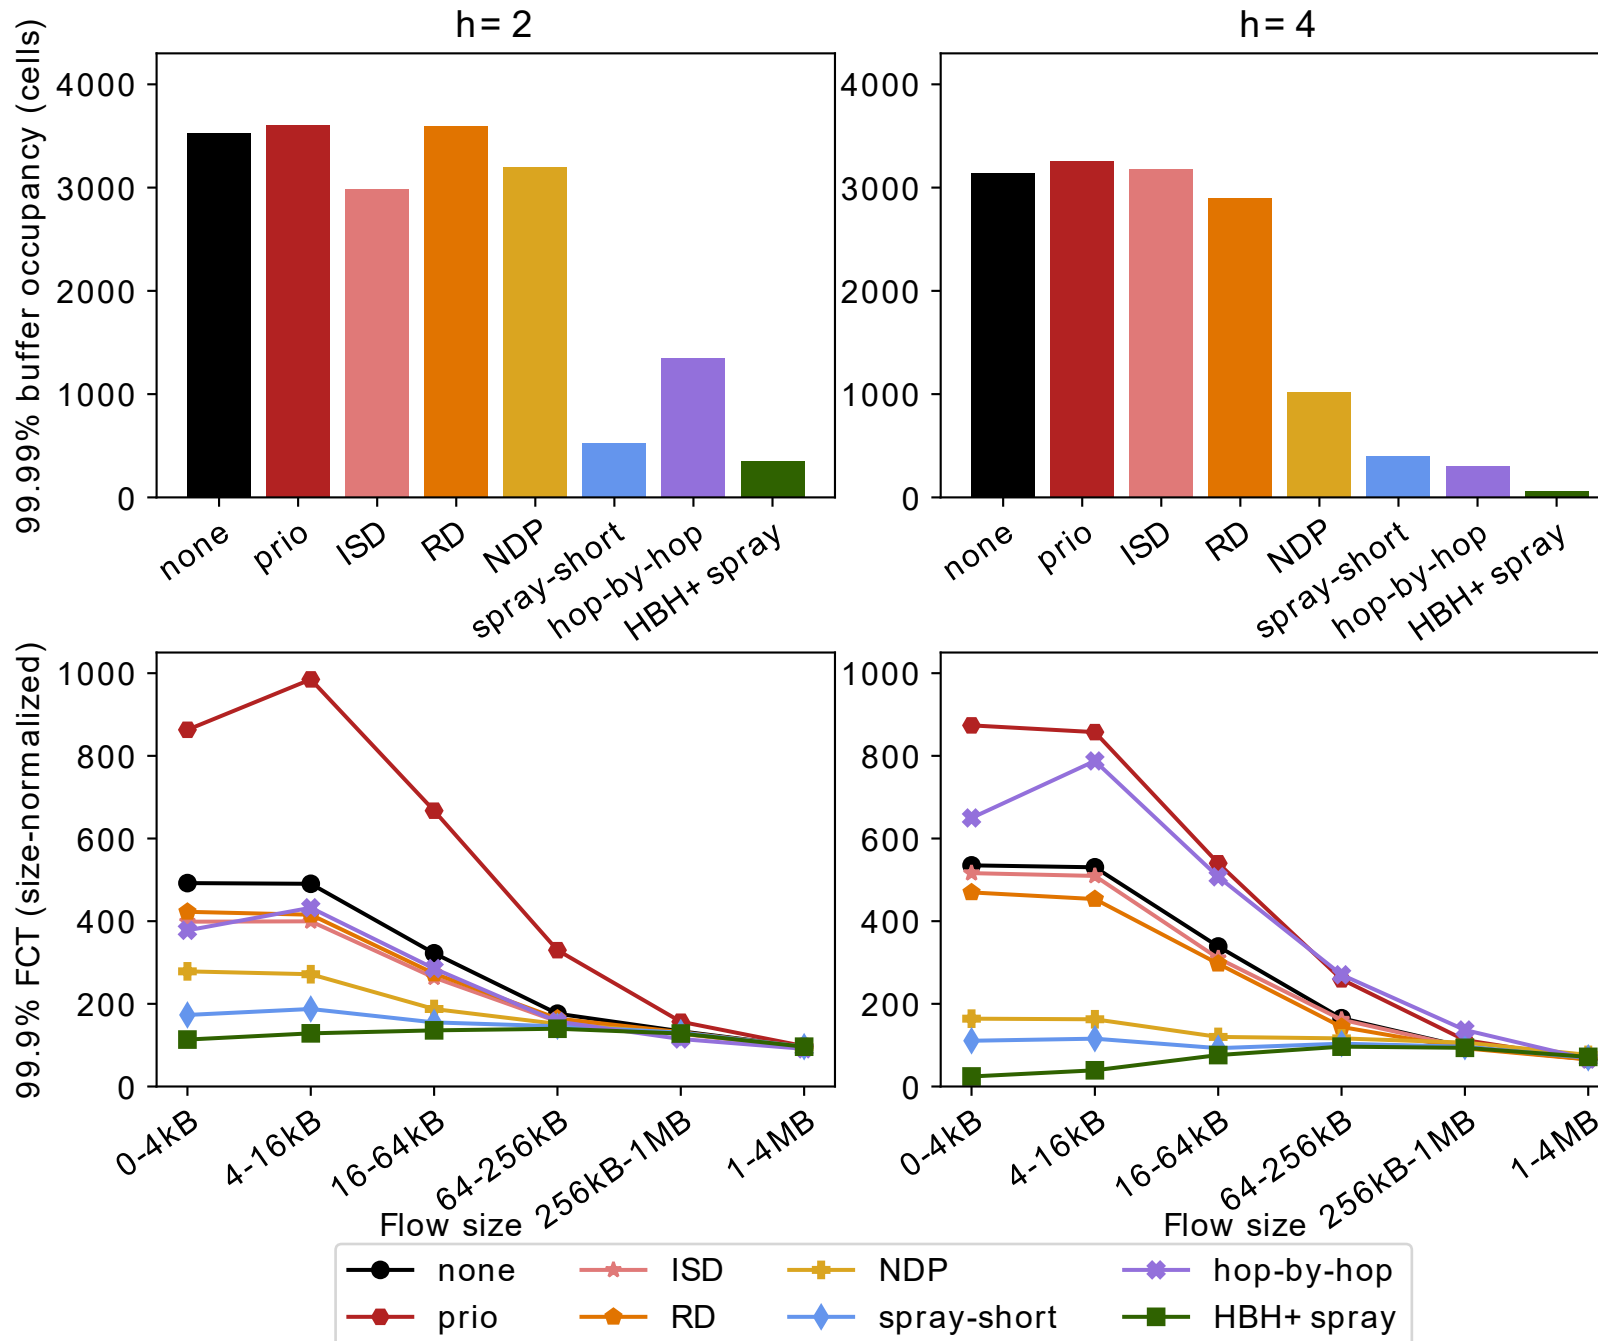 h= 2
h= 4
99.99% buffer occupancy (cells)
4000
3000
2000
1000
0
none
prio
ISD
RD
NDP
spray-short
hop-by-hop
HBH+ spray
4000
3000
2000
1000
0
none
prio
ISD
RD
NDP
spray-short
hop-by-hop
HBH+ spray
99.9% FCT (size-normalized)
1000
800
600
400
200
0
0-4kB
4-16kB
16-64kB
64-256kB
256kB-1MB
1-4MB
Flow size
1000
800
600
400
200
0
0-4kB
4-16kB
16-64kB
64-256kB
256kB-1MB
1-4MB
Flow size
none
ISD
NDP
hop-by-hop
prio
RD
spray-short
HBH+ spray